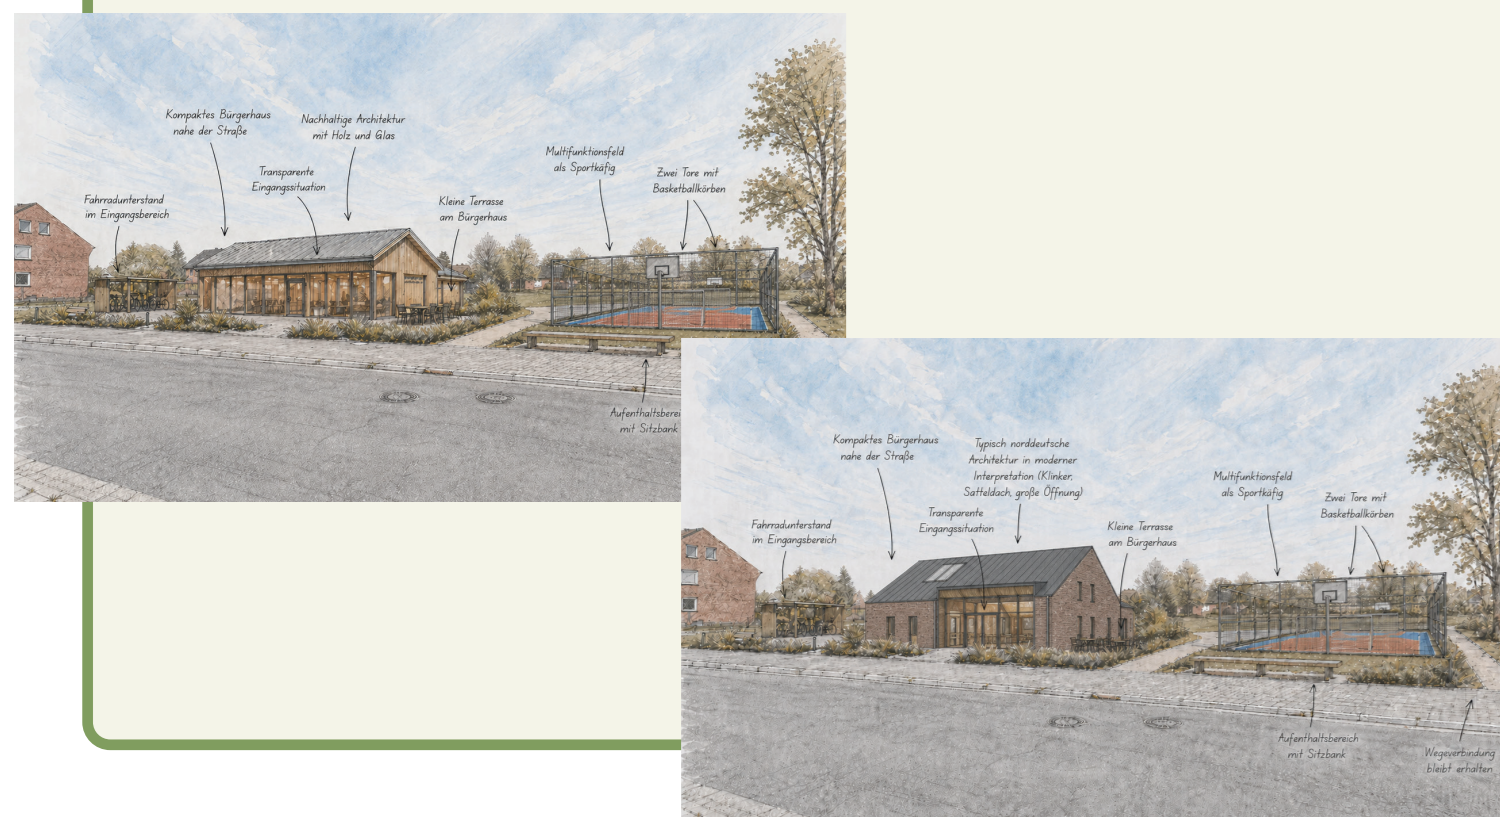 Kompaktes Bürgerhaus
nahe der Straße
Nachhaltige Architektur
mit Holz und Glas
Transparente
Eingangssituation
Fahrradunterstand
im Eingangsbereich
Kleine Terrasse
am Bürgerhaus
Multifunktionsfeld
als Sportkäfig
Zwei Tore mit
Basketballkörben
Aufenthaltsberei
mit Sitzbank
Kompaktes Bürgerhaus
nahe der Straße
Typisch norddeutsche
Architektur in moderner
Interpretation (Klinker,
Satteldach, große Öffnung)
Transparente
Eingangssituation
Fahrradunterstand
im Eingangsbereich
Kleine Terrasse
am Bürgerhaus
Multifunktionsfeld
als Sportkäfig
Zwei Tore mit
Basketballkörben
Aufenthaltsbereich
mit Sitzbank
Wegeverbindung
bleibt erhalten